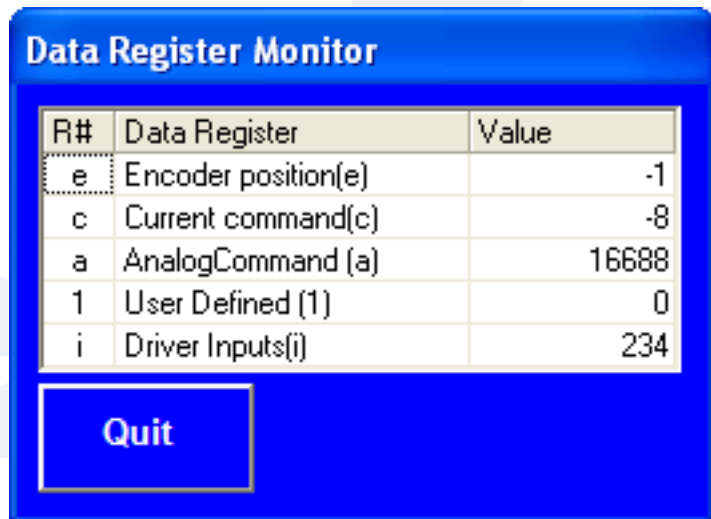 Data Register Monitor
R# Data Register Value
e Encoder position(e) -1
c Current command(c) -8
a AnalogCommand (a) 16688
1 User Defined (1) 0
i Driver Inputs(i) 234
Quit